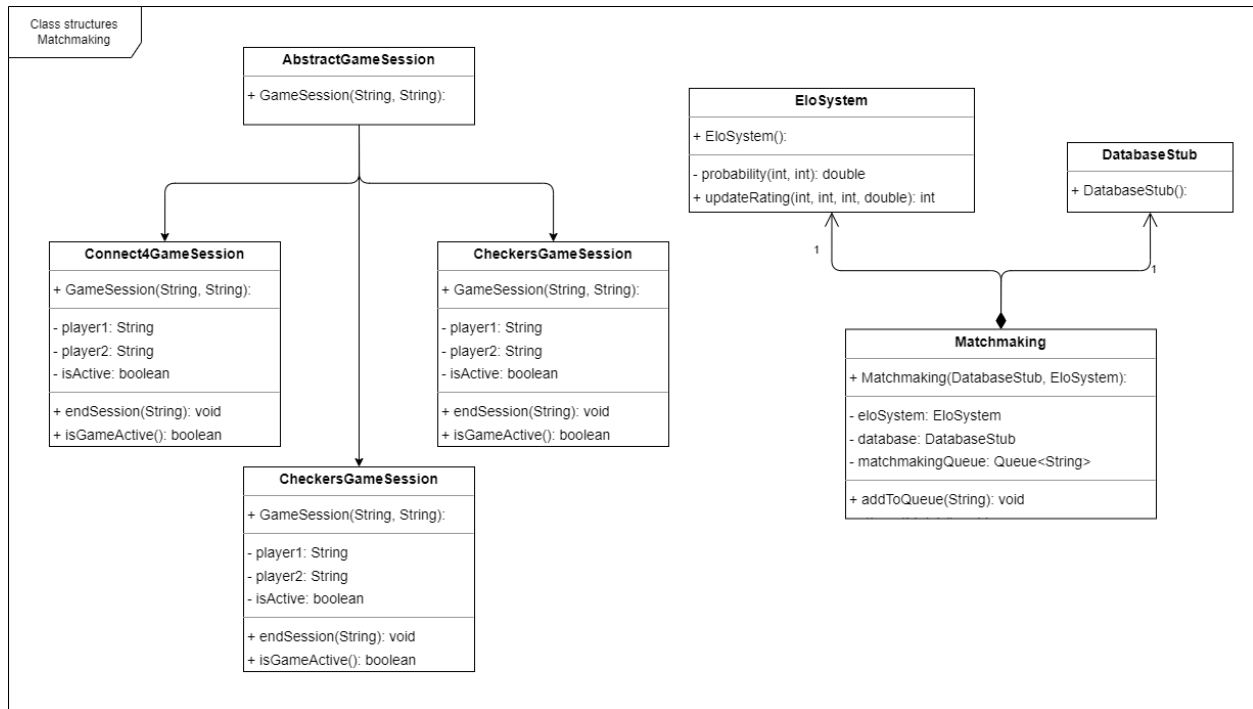 Class structures
Matchmaking
AbstractGameSession
+ GameSession(String, String):
EloSystem
+ EloSystem():
- probability(int, int): double
+ updateRating(int, int, int, double): int
DatabaseStub
+ DatabaseStub():
1
1
Connect4GameSession
+ GameSession(String, String):
- player1: String
- player2: String
- isActive: boolean
+ endSession(String): void
+ isGameActive(): boolean
CheckersGameSession
+ GameSession(String, String):
- player1: String
- player2: String
- isActive: boolean
+ endSession(String): void
+ isGameActive(): boolean
Matchmaking
+ Matchmaking(DatabaseStub, EloSystem):
- eloSystem: EloSystem
- database: DatabaseStub
- matchmakingQueue: Queue<String>
+ addToQueue(String): void
CheckersGameSession
+ GameSession(String, String):
- player1: String
- player2: String
- isActive: boolean
+ endSession(String): void
+ isGameActive(): boolean